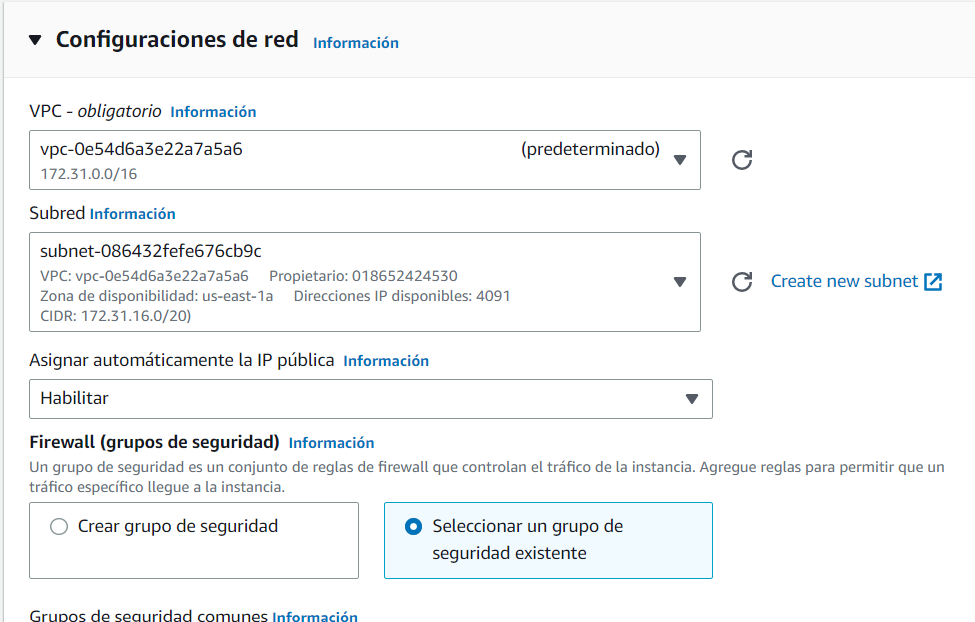 Configuraciones de red Información
VPC - obligatorio Información
vpc-0e54d6a3e22a7a5a6 (predeterminado)
172.31.0.0/16
Subred Información
subnet-086432fefe676cb9c
VPC: vpc-0e54d6a3e22a7a5a6 Propietario: 018652424530
Zona de disponibilidad: us-east-1a Direcciones IP disponibles: 4091
CIDR: 172.31.16.0/20)
Create new subnet
Asignar automáticamente la IP pública Información
Habilitar
Firewall (grupos de seguridad) Información
Un grupo de seguridad es un conjunto de reglas de firewall que controlan el tráfico de la instancia. Agregue reglas para permitir que un
tráfico específico llegue a la instancia.
Crear grupo de seguridad
Seleccionar un grupo de
seguridad existente
Grupos de seguridad comunes Información